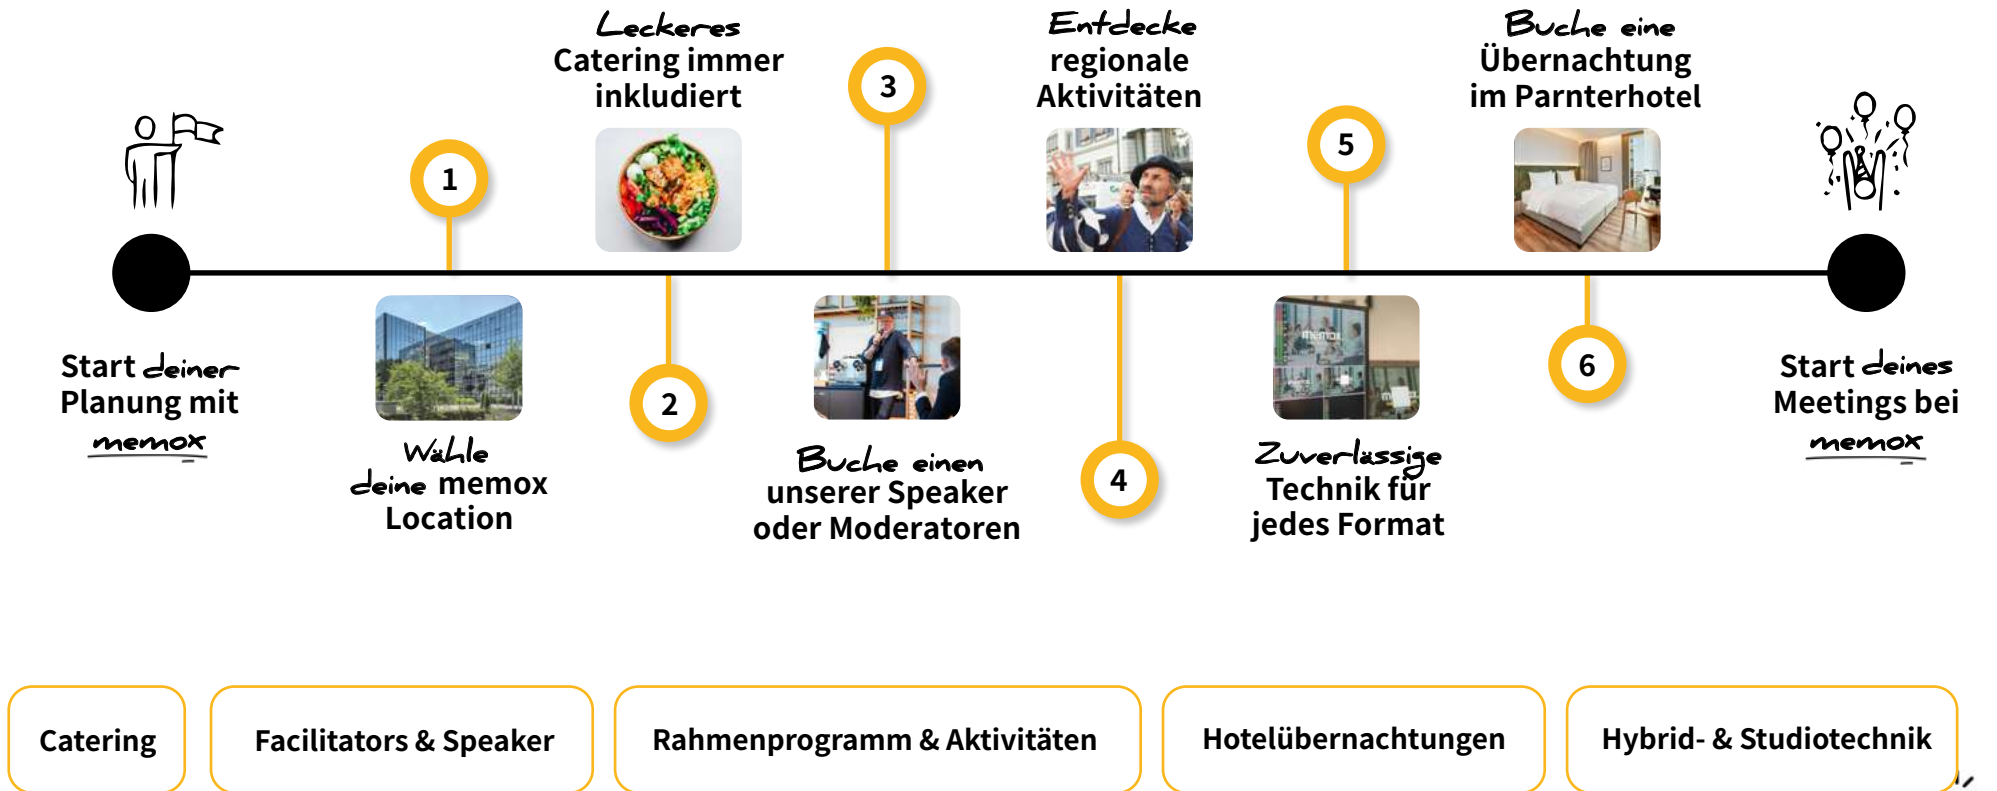 Start deiner
Planung mit
memox
1
Wähle
deine memox
Location
Leckeres
Catering immer
inkludiert
2
3
Buche einen
unserer Speaker
oder Moderatoren
Entdecke
regionale
Aktivitäten
4
5
memox
Zuverlässige
Technik für
jedes Format
Buche eine
Übernachtung
im Parnterhotel
6
Start deines
Meetings bei
memox
Catering
Facilitators & Speaker
Rahmenprogramm & Aktivitäten
Hotelübernachtungen
Hybrid- & Studiotechnik